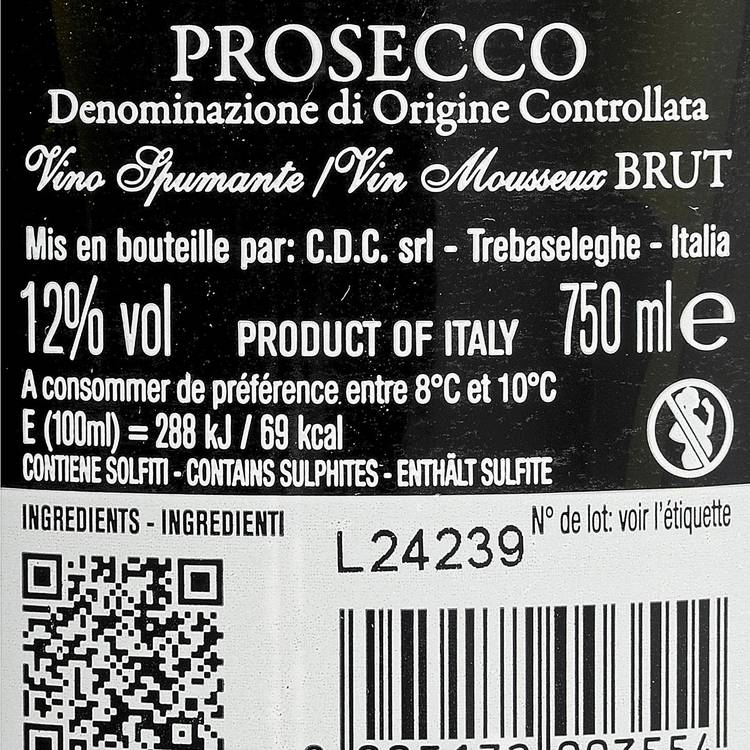 PROSECCO
Denominazione di Origine Controllata
Vino Spumante / Vin Mousseux BRUT
Mis en bouteille par: C.D.C. srl - Trebaseleghe - Italia
12% vol PRODUCT OF ITALY 750 ml e
A consommer de préférence entre 8°C et 10°C
E (100ml) = 288 kJ / 69 kcal
CONTIENE SOLFITI - CONTAINS SULPHITES - ENTHÄLT SULFITE
INGREDIENTS - INGREDIENTI
N° de lot: voir l'étiquette
L24239